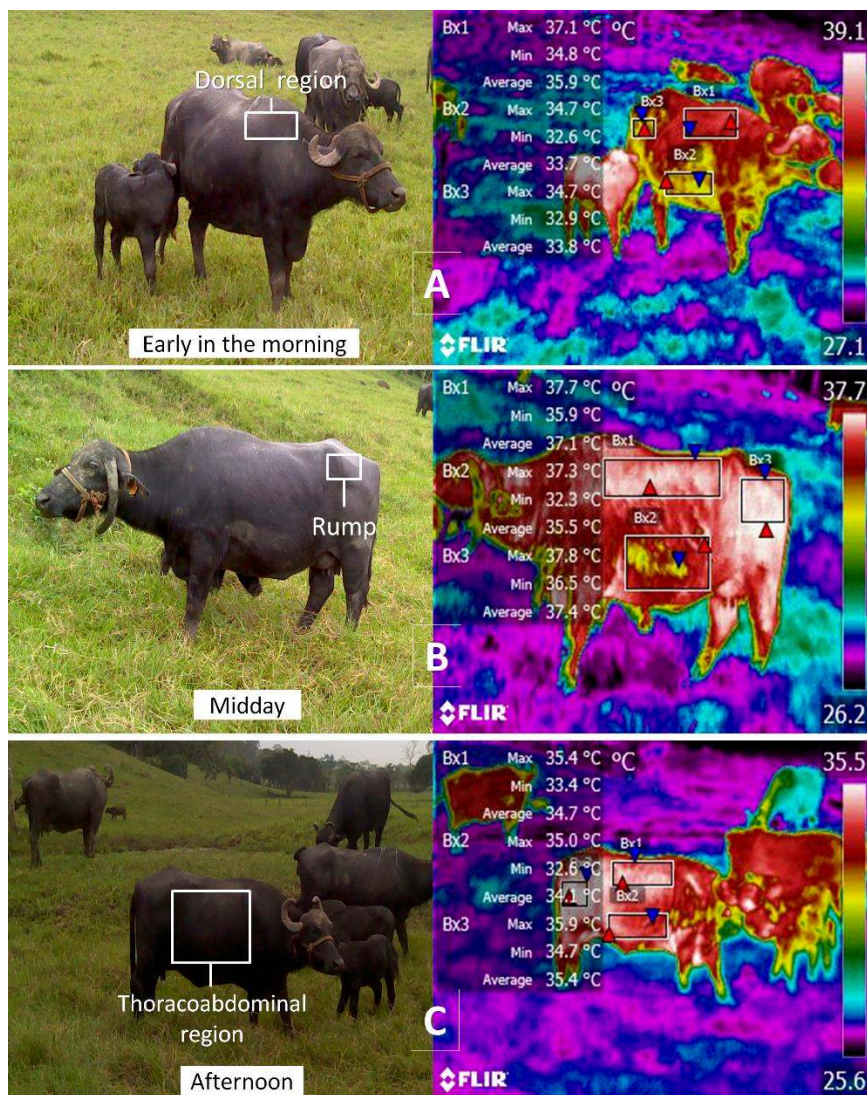 Dorsal region
Early in the morning
A
Bx1 Max 37.1 °C
Min 34.8 °C
Average 35.9 °C
Bx2 Max 34.7 °C
Min 32.6 °C
Average 33.7 °C
Bx3 Max 34.7 °C
Min 32.9 °C
Average 33.8 °C
°C
39.1
Bx3
Bx1
Bx2
FLIR
27.1
Rump
Midday
B
Bx1 Max 37.7 °C
Min 35.9 °C
Average 37.1 °C
Bx2 Max 37.3 °C
Min 32.3 °C
Average 35.5 °C
Bx3 Max 37.8 °C
Min 36.5 °C
Average 37.4 °C
°C
37.7
Bx1
Bx3
Bx2
FLIR
26.2
Thoracoabdominal
region
Afternoon
C
Bx1 Max 35.4 °C
Min 33.4 °C
Average 34.7 °C
Bx2 Max 35.0 °C
Min 32.6 °C
Average 34.1 °C
Bx3 Max 35.9 °C
Min 34.7 °C
Average 35.4 °C
°C
35.5
Bx1
Bx2
FLIR
25.6